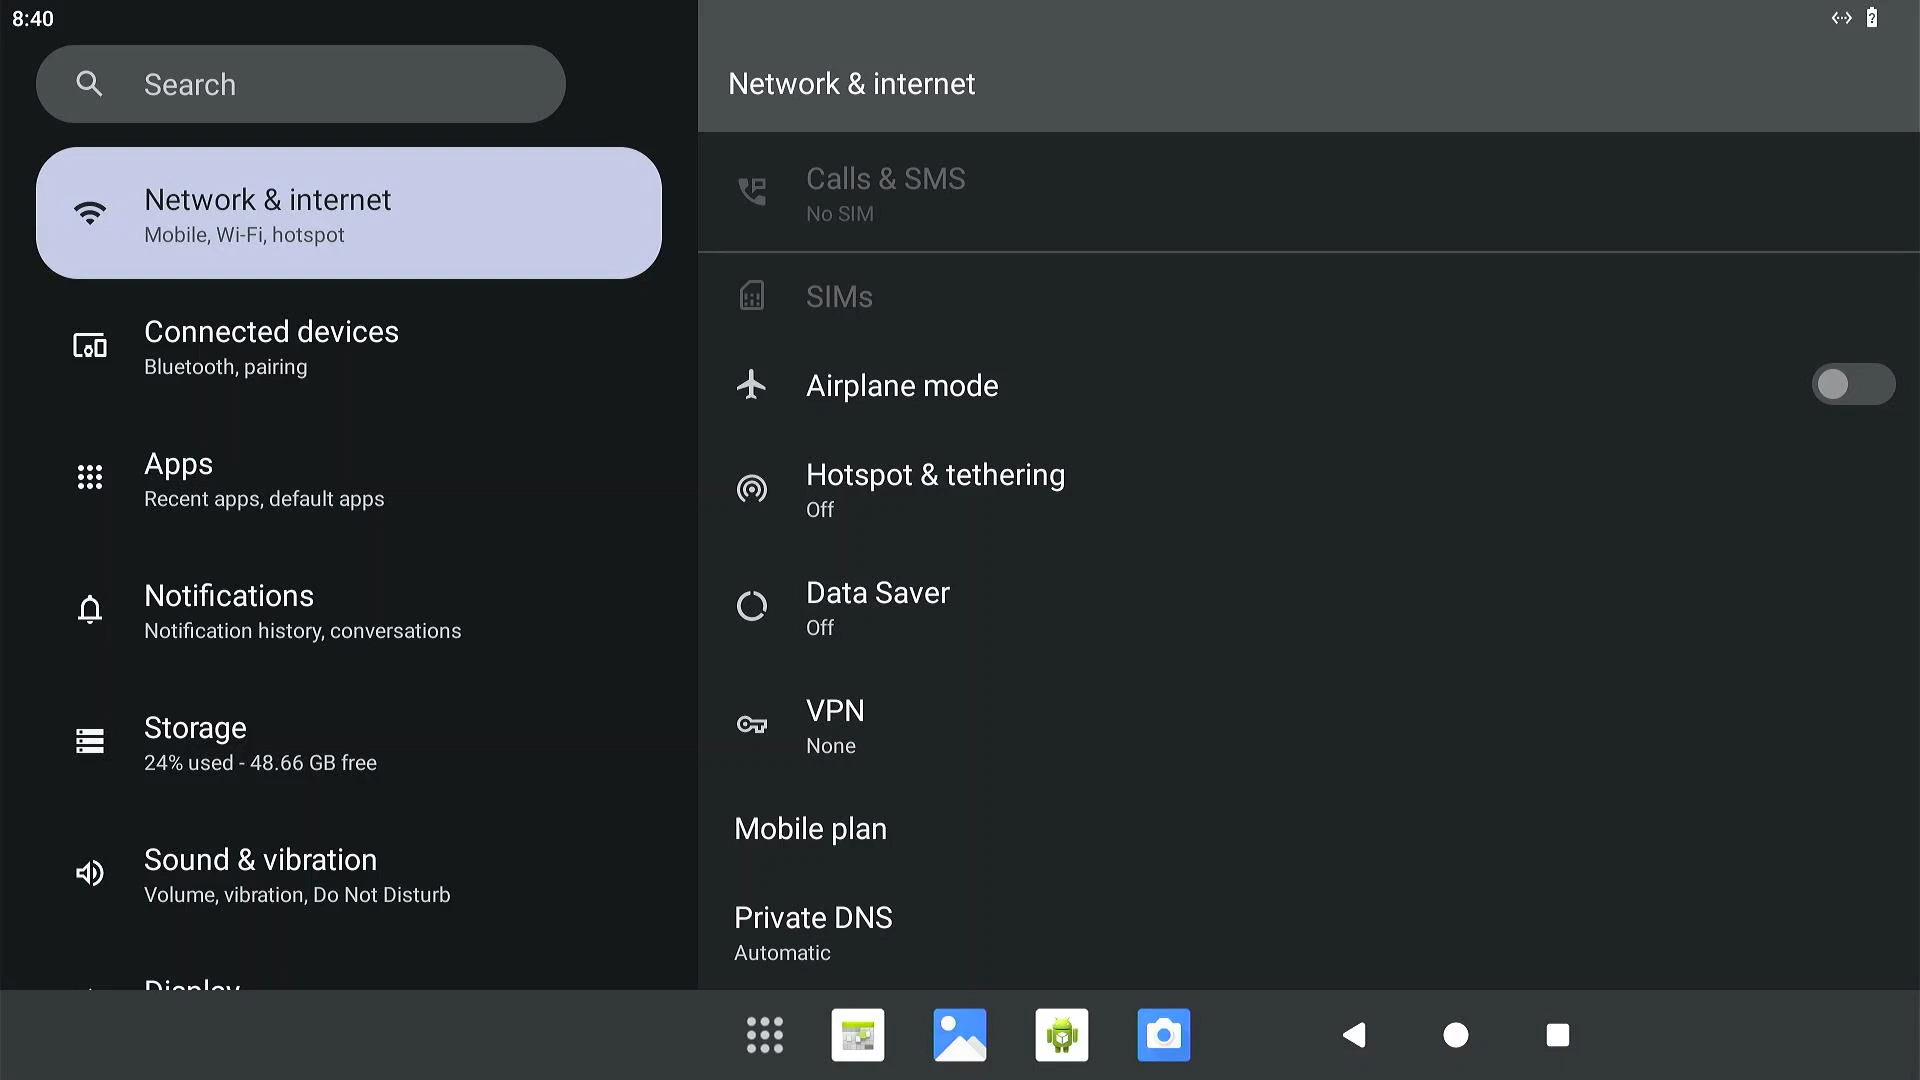 8:40
Search
Network & internet
Mobile, Wi-Fi, hotspot
Connected devices
Bluetooth, pairing
Apps
Recent apps, default apps
Notifications
Notification history, conversations
Storage
24% used - 48.66 GB free
Sound & vibration
Volume, vibration, Do Not Disturb
Display
Network & internet
Calls & SMS
No SIM
SIMs
Airplane mode
Hotspot & tethering
Off
Data Saver
Off
VPN
None
Mobile plan
Private DNS
Automatic